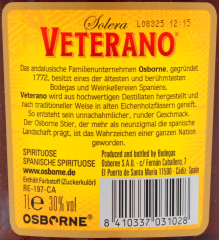 Solera L08325 12:15
VETERANO®
Das andalusische Familienunternehmen Osborne, gegründet
1772, besitzt eines der ältesten und berühmtesten
Bodegas und Weinkellereien Spaniens.
Veterano wird aus hochwertigen Destillaten hergestellt und
nach traditioneller Weise in alten Eichenholzfässern gereift.
So entsteht sein unnachahmlicher, runder Geschmack.
Der Osborne Stier, der als Monument unverkennbar die spanische
Landschaft prägt, ist das Wahrzeichen einer ganzen Nation
geworden.
SPIRITUOSE
SPANISCHE SPIRITUOSE
www.osborne.de
Enthält Farbstoff (Zuckerkulör)
RE-197-CA
1Le 30% vol
OSBORNE®
Produced and bottled by Bodegas
Osborne S.A.U. - c/ Fernán Caballero, 7
El Puerto de Santa María 11500 - Cádiz-Spain
8 410337 031028